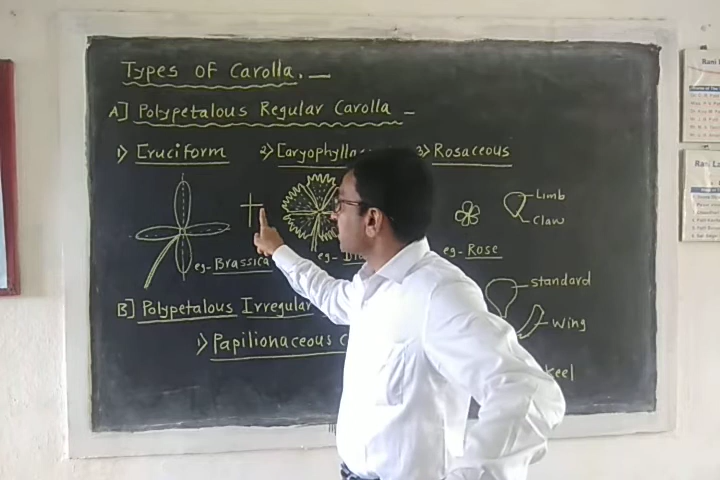 Types of Carolla.
A] Polypetalous Regular Carolla -
1) Cruciform 2) Caryophylla 3) Rosaceous
Limb
Claw
eg- Brassica eg- eg- Rose
Standard
B] Polypetalous Irregular
Wing
1) Papilionaceous
keel